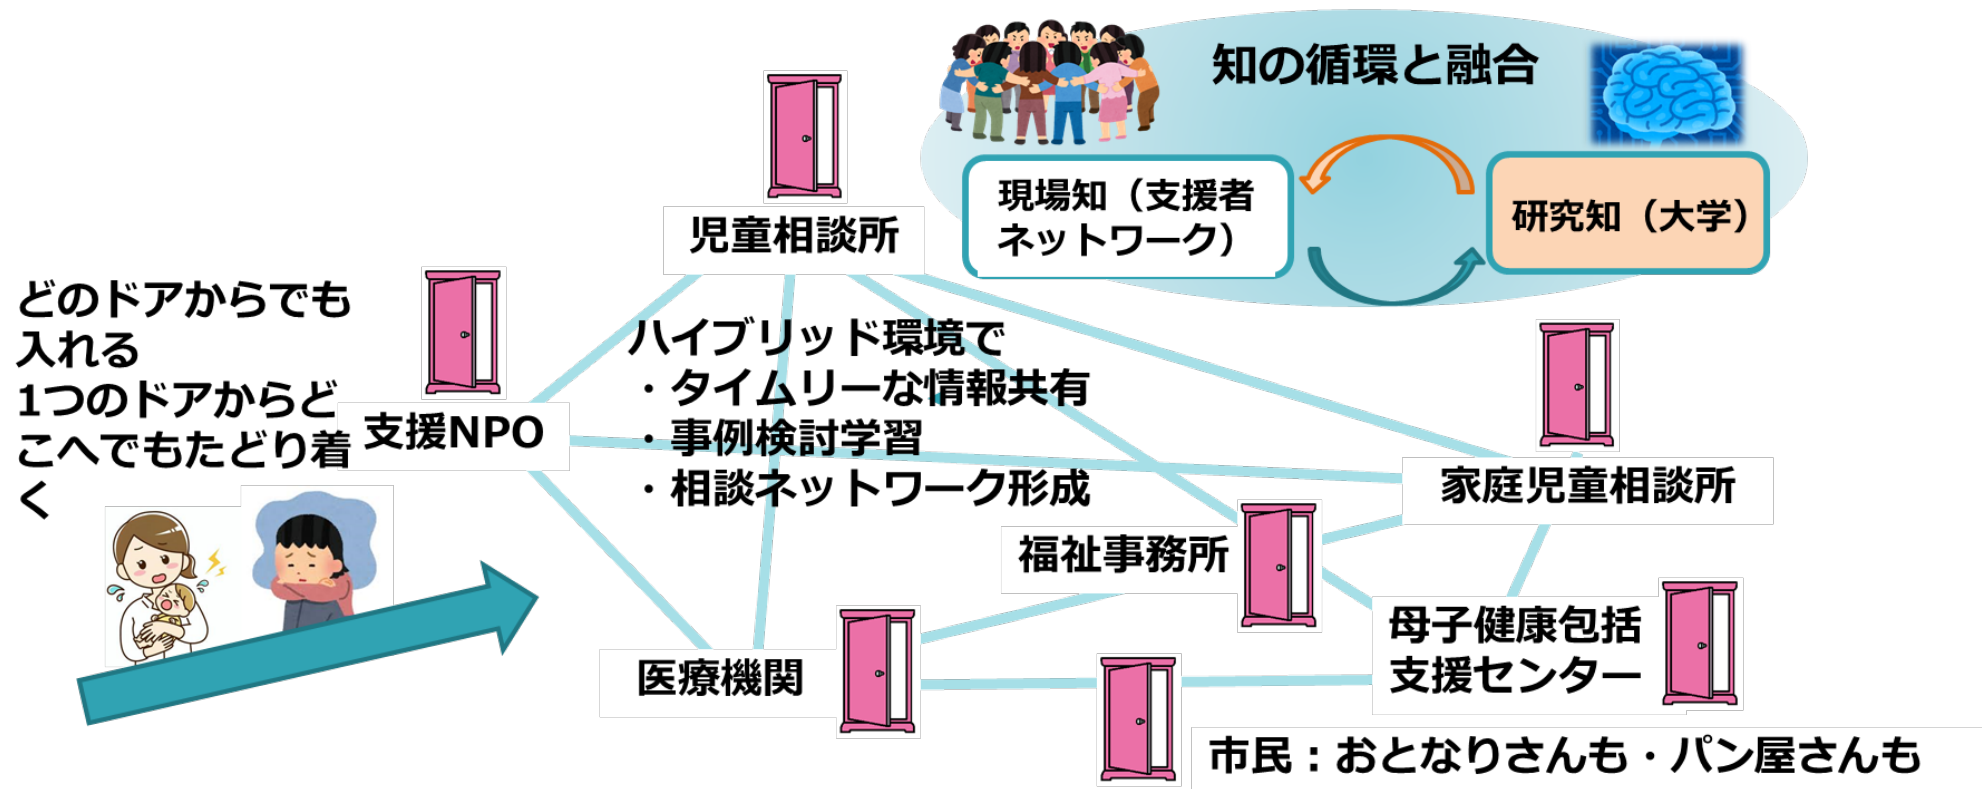 知の循環と融合
現場知（支援者
ネットワーク）
研究知（大学）
児童相談所
どのドアからでも
入れる
1つのドアからど
こへでもたどり着
く
支援NPO
ハイブリッド環境で
・タイムリーな情報共有
・事例検討学習
・相談ネットワーク形成
家庭児童相談所
福祉事務所
医療機関
母子健康包括
支援センター
市民：おとなりさんも・パン屋さんも